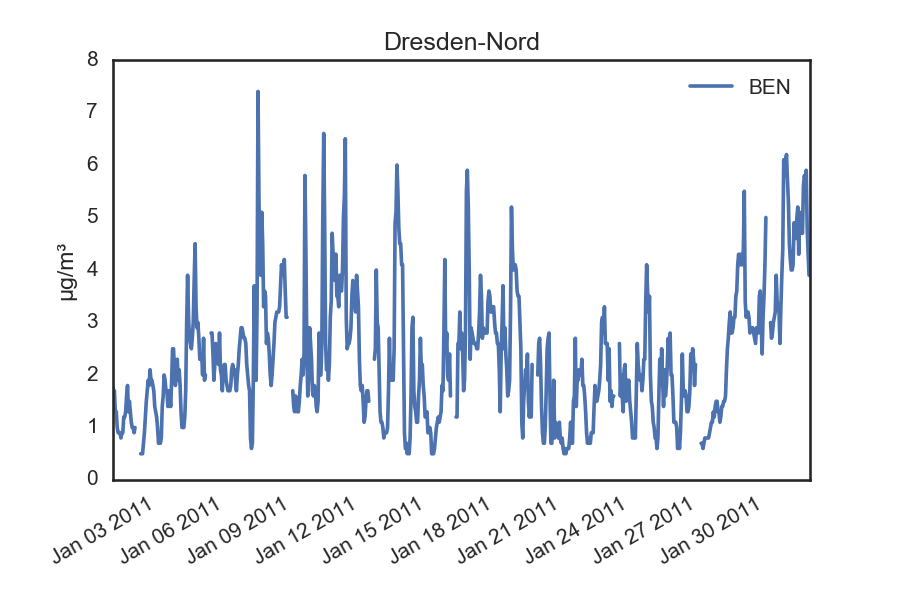 Dresden-Nord
BEN
µg/m³
8
7
6
5
4
3
2
1
0
Jan 03 2011
Jan 06 2011
Jan 09 2011
Jan 12 2011
Jan 15 2011
Jan 18 2011
Jan 21 2011
Jan 24 2011
Jan 27 2011
Jan 30 2011